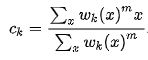 c_k = \frac{\sum_x w_k(x)^m x}{\sum_x w_k(x)^m}.